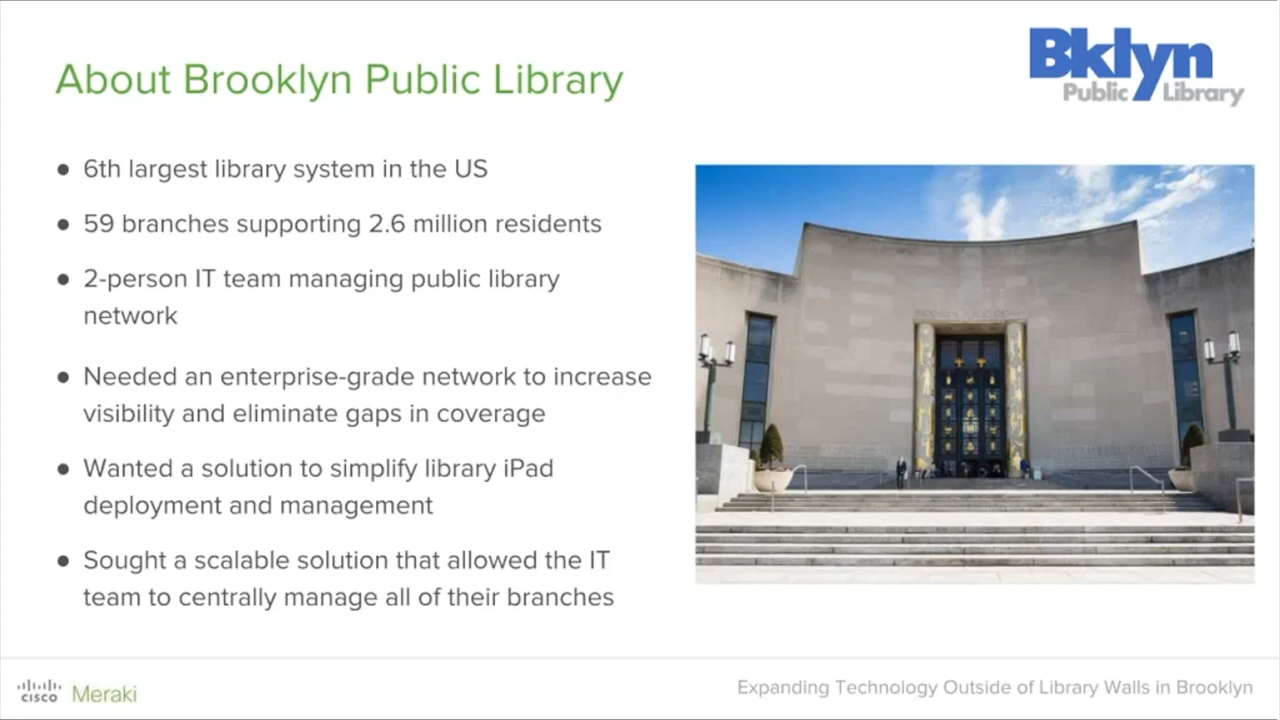 About Brooklyn Public Library
Bklyn
Public Library
● 6th largest library system in the US
● 59 branches supporting 2.6 million residents
● 2-person IT team managing public library
network
● Needed an enterprise-grade network to increase
visibility and eliminate gaps in coverage
● Wanted a solution to simplify library iPad
deployment and management
● Sought a scalable solution that allowed the IT
team to centrally manage all of their branches
CISCO Meraki
Expanding Technology Outside of Library Walls in Brooklyn